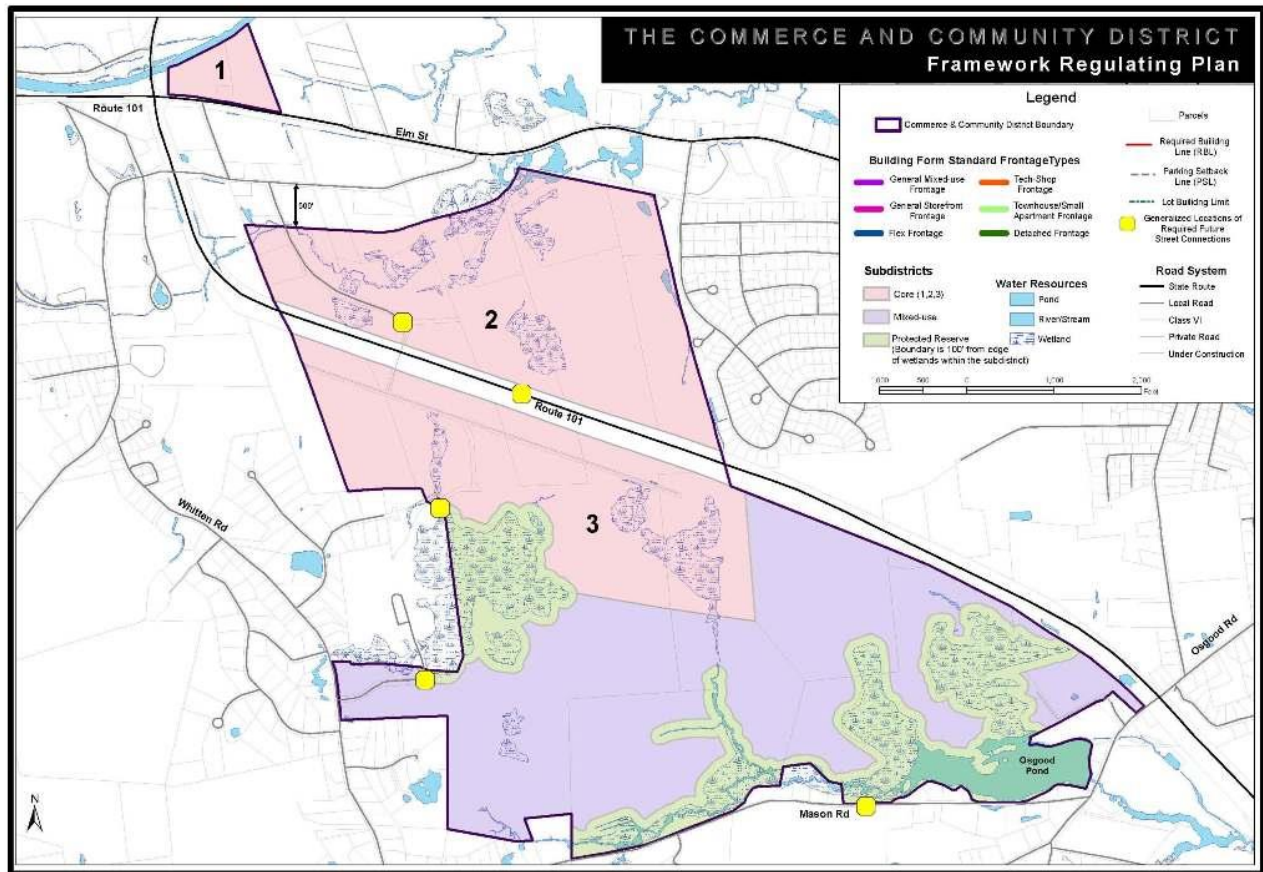 THE COMMERCE AND COMMUNITY DISTRICT
Framework Regulating Plan
Legend
Commerce & Community District Boundary
Building Form Standard FrontageTypes
General Mixed-use
Frontage
General Storefront
Frontage
Flex Frontage
Tech-Shop
Frontage
Townhouse/Small
Apartment Frontage
Detached Frontage
Parcels
Required Building
Line (RBL)
Parking Setback
Line (PSL)
Lot Building Limit
Generalized Locations of
Required Future
Street Connections
Subdistricts
Core (1,2,3)
Mixed-use
Protected Reserve
(Boundary is 100' from edge
of wetlands within the subdistrict)
Water Resources
Pond
River/Stream
Wetland
Road System
State Route
Local Road
Class VI
Private Road
Under Construction
500
0
1,000
2,000
Feet
1
Route 101
Elm St
500'
2
Route 101
3
Whitten Rd
Osgood Rd
Osgood
Pond
Mason Rd
N